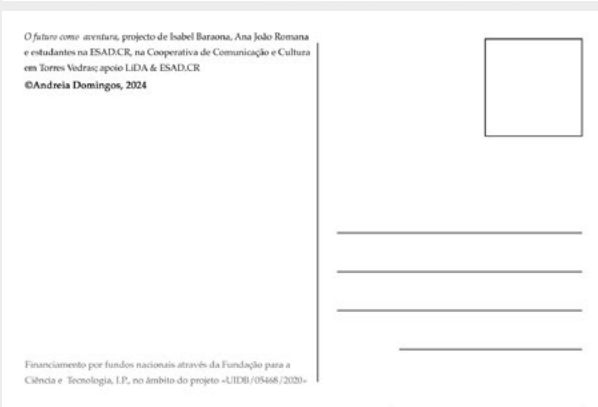 O futuro como aventura, projecto de Isabel Baraona, Ana João Romana
e estudantes na ESAD.CR, na Cooperativa de Comunicação e Cultura
em Torres Vedras; apoio LiDA & ESAD.CR
©Andreia Domingos, 2024
Financiamento por fundos nacionais através da Fundação para a
Ciência e Tecnologia, I.P., no âmbito do projeto «UIDB/05468/2020»